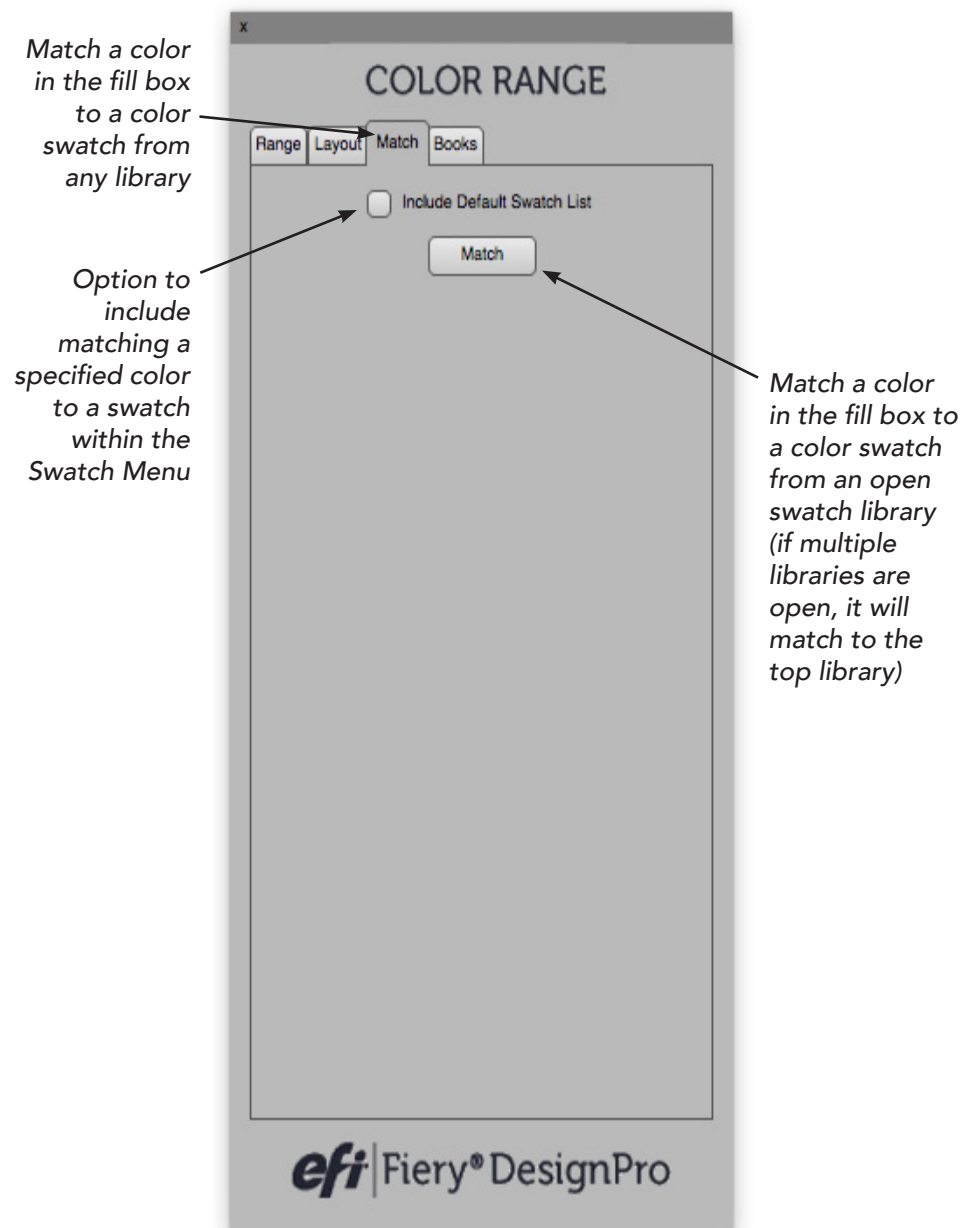 x
COLOR RANGE
Range Layout Match Books
Include Default Swatch List
Match
Match a color
in the fill box
to a color
swatch from
any library
Option to
include
matching a
specified color
to a swatch
within the
Swatch Menu
Match a color
in the fill box to
a color swatch
from an open
swatch library
(if multiple
libraries are
open, it will
match to the
top library)
efi Fiery® DesignPro